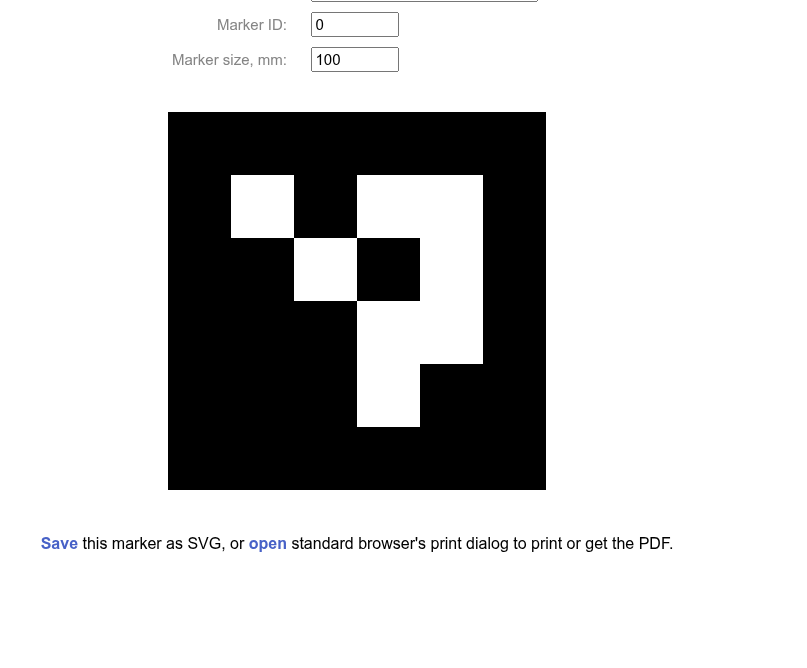 Marker ID: 0
Marker size, mm: 100
Save this marker as SVG, or open standard browser's print dialog to print or get the PDF.